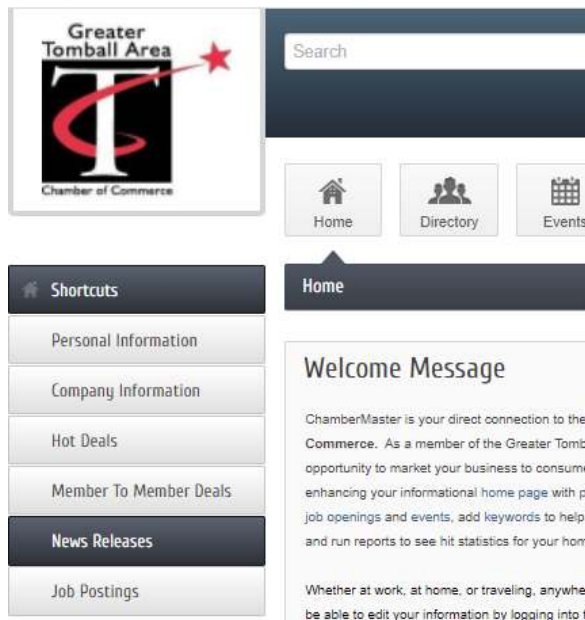 Greater
Tomball Area
T
Chamber of Commerce
Search
Home
Directory
Events
Shortcuts
Personal Information
Company Information
Hot Deals
Member To Member Deals
News Releases
Job Postings
Home
Welcome Message
ChamberMaster is your direct connection to the
Commerce. As a member of the Greater Tomb
opportunity to market your business to consume
enhancing your informational home page with p
job openings and events, add keywords to help
and run reports to see hit statistics for your hom
Whether at work, at home, or traveling, anywhe
be able to edit your information by logging into t